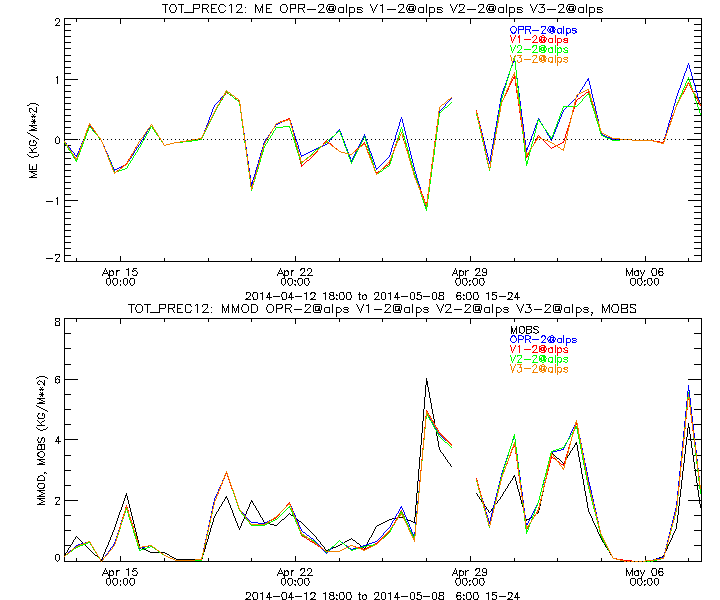 TOT_PREC12: ME OPR-2@alps V1-2@alps V2-2@alps V3-2@alps
OPR-2@alps
V1-2@alps
V2-2@alps
V3-2@alps
ME (KG/M**2)
2
1
0
-1
-2
Apr 15 Apr 22 Apr 29 May 06
00:00 00:00 00:00 00:00
2014-04-12 18:00 to 2014-05-08 6:00 15-24
TOT_PREC12: MMOD OPR-2@alps V1-2@alps V2-2@alps V3-2@alps, MOBS
MOBS
OPR-2@alps
V1-2@alps
V2-2@alps
V3-2@alps
MMOD, MOBS (KG/M**2)
8
6
4
2
0
Apr 15 Apr 22 Apr 29 May 06
00:00 00:00 00:00 00:00
2014-04-12 18:00 to 2014-05-08 6:00 15-24